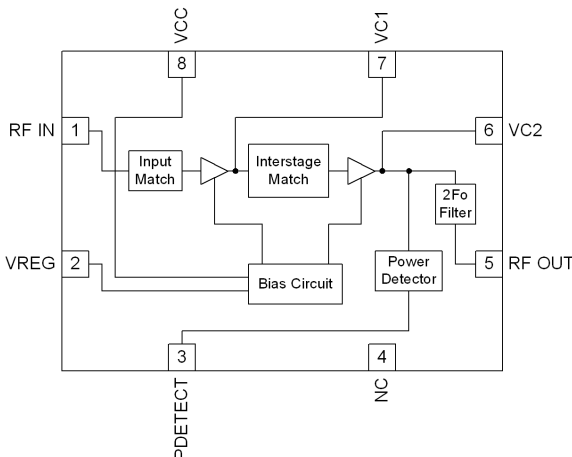 VCC
VC1
8
7
RF IN
1
6
VC2
Input
Match
Interstage
Match
2Fo
Filter
VREG
2
Bias Circuit
Power
Detector
5
RF OUT
3
4
PDETECT
NC